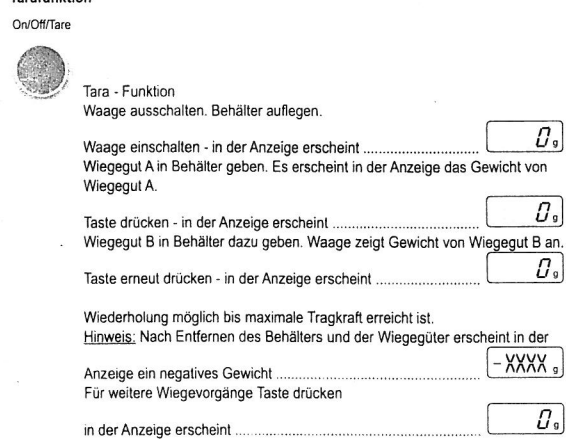 On/Off/Tare
Tara - Funktion
Waage ausschalten. Behälter auflegen.
Waage einschalten - in der Anzeige erscheint .................................. 0 g
Wiegegut A in Behälter geben. Es erscheint in der Anzeige das Gewicht von
Wiegegut A.
Taste drücken - in der Anzeige erscheint .......................................... 0 g
Wiegegut B in Behälter dazu geben. Waage zeigt Gewicht von Wiegegut B an.
Taste erneut drücken - in der Anzeige erscheint .............................. 0 g
Wiederholung möglich bis maximale Tragkraft erreicht ist.
Hinweis: Nach Entfernen des Behälters und der Wiegegüter erscheint in der
Anzeige ein negatives Gewicht .......................................................... - XXXX g
Für weitere Wiegevorgänge Taste drücken
in der Anzeige erscheint ..................................................................... 0 g